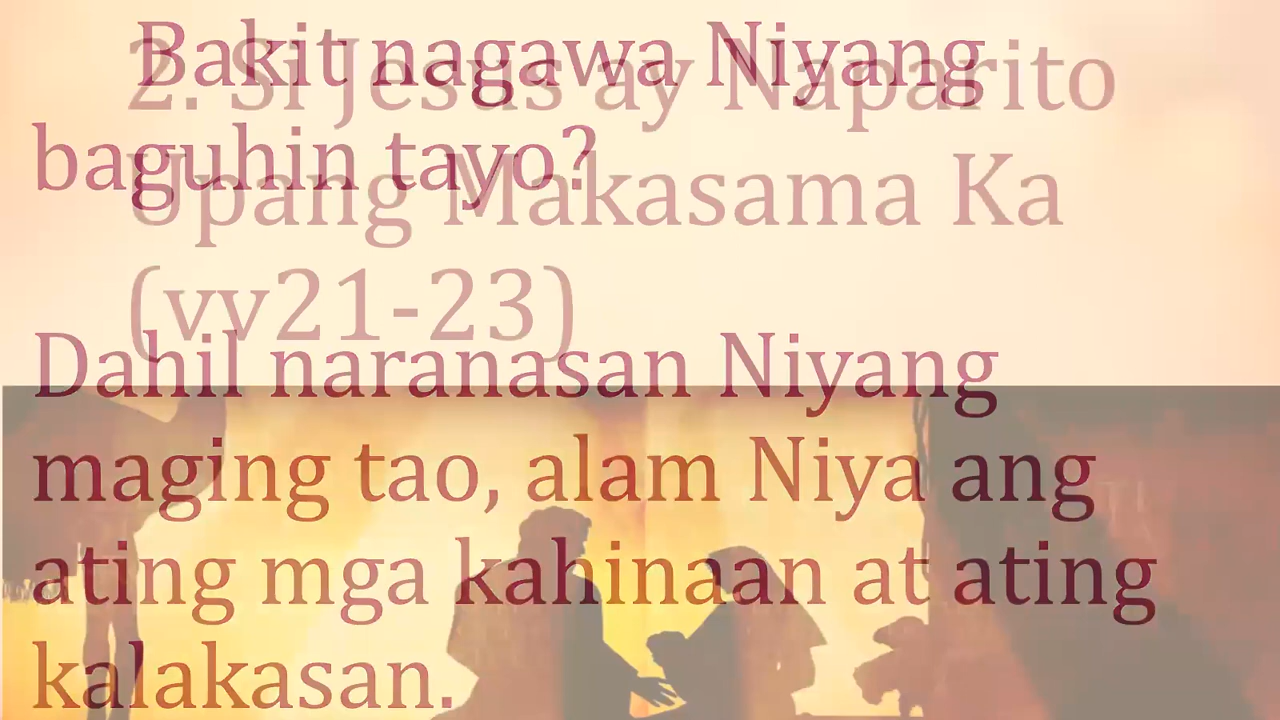 Bakit nagawa Niyang
baguhin tayo?
Dahil naranasan Niyang
maging tao, alam Niya ang
ating mga kahinaan at ating
kalakasan.
2. Si Jesus ay Naparito
Upang Makasama Ka
(vv21-23)